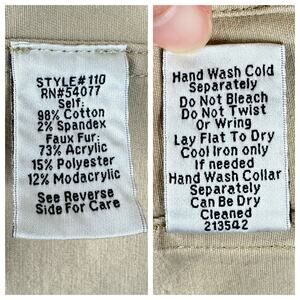 STYLE#110
RN#54077
Self:
98% Cotton
2% Spandex
Faux Fur:
73% Acrylic
15% Polyester
12% Modacrylic
See Reverse
Side For Care
Hand Wash Cold
Separately
Do Not Bleach
Do Not Twist
Or Wring
Lay Flat To Dry
Cool Iron only
If needed
Hand Wash Collar
Separately
Can Be Dry
Cleaned
213542